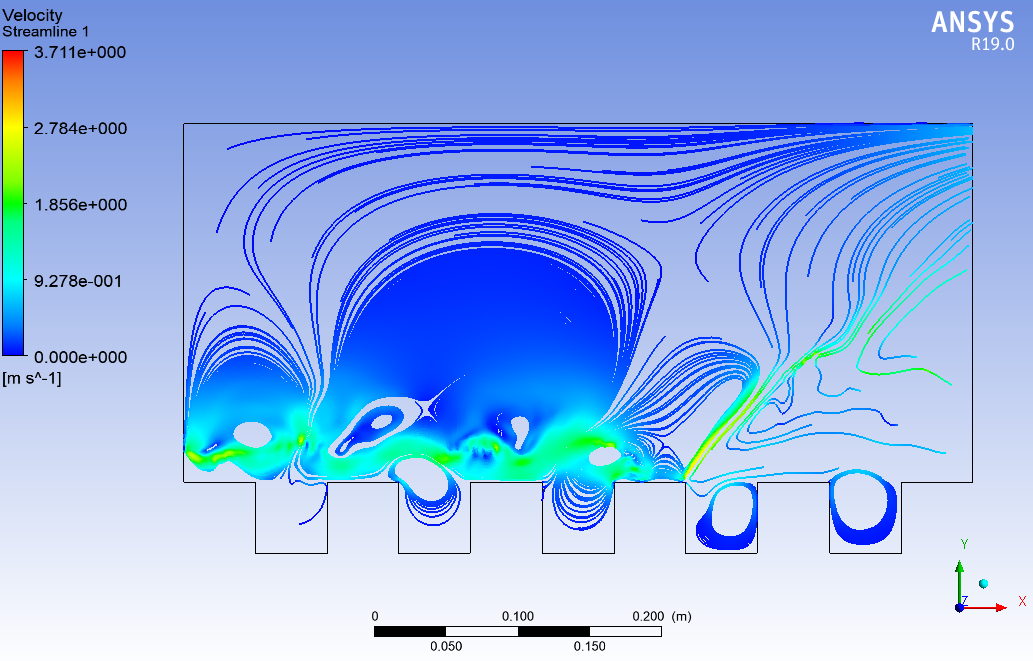 Velocity
Streamline 1
3.711e+000
2.784e+000
1.856e+000
9.278e-001
0.000e+000
[m s^-1]
ANSYS
R19.0
0 0.100 0.200 (m)
0.050 0.150
Y
Z
X